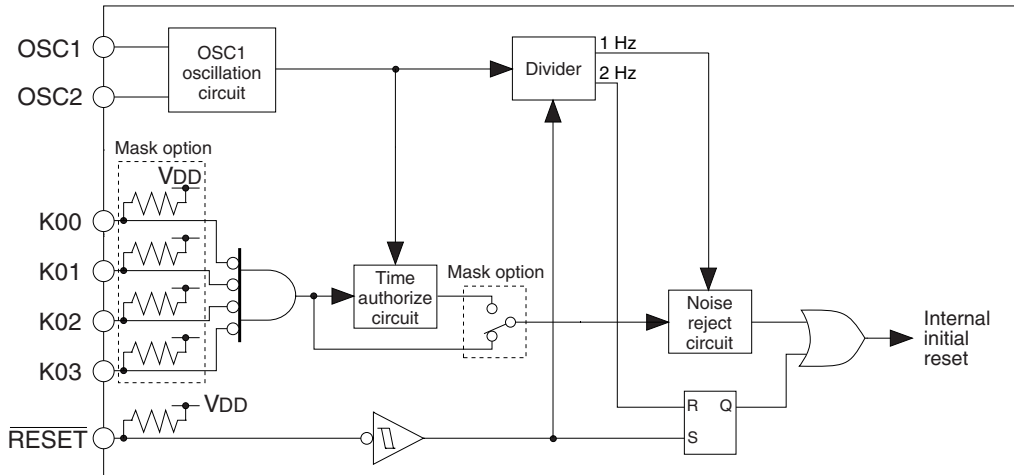 OSC1
OSC2
OSC1
oscillation
circuit
Divider
1 Hz
2 Hz
Mask option
VDD
K00
K01
K02
K03
Time
authorize
circuit
Mask option
Noise
reject
circuit
Internal
initial
reset
RESET
VDD
R
Q
S